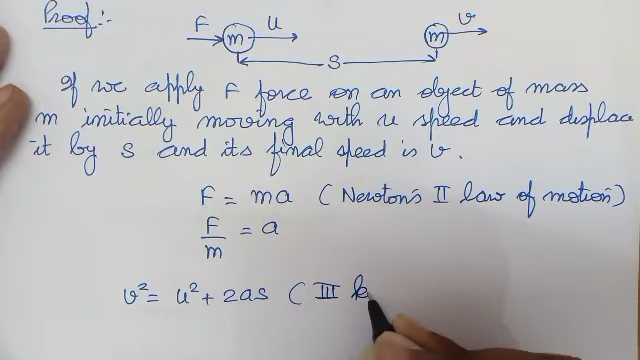 Proof:-
F m u m v
S
If we apply F force on an object of mass
m initially moving with u speed and displace
it by S and its final speed is v.
F = ma ( Newton's II law of motion)
F/m = a
v² = u² + 2as ( III k